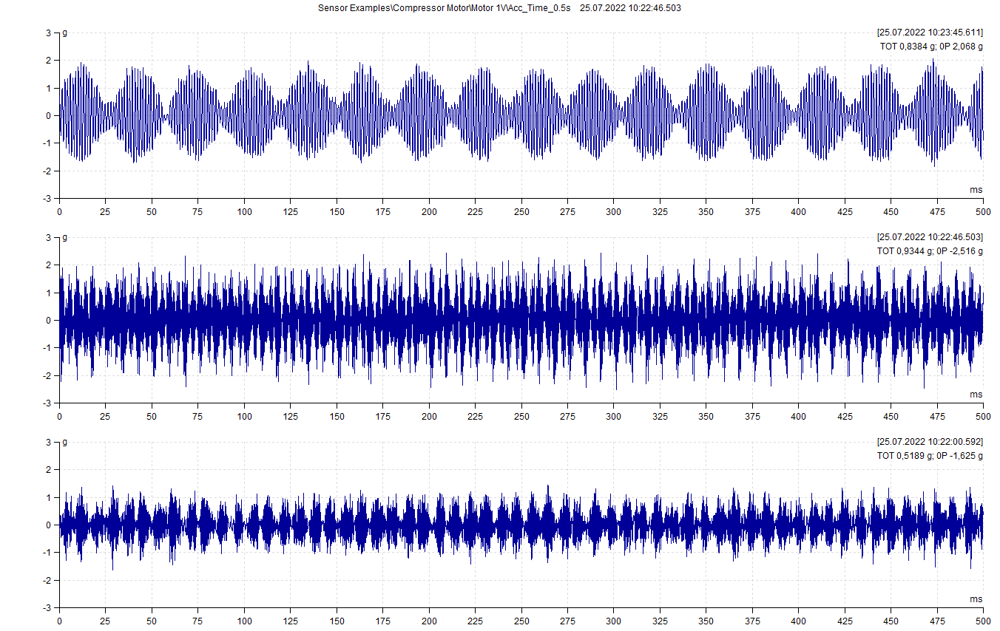 Sensor Examples\Compressor Motor\Motor 1\/\Acc_Time_0.5s 25.07.2022 10:22:46.503
3 g [25.07.2022 10:23:45.611]
TOT 0,8384 g; 0P 2,068 g
2
1
0
-1
-2
ms
-3
0 25 50 75 100 125 150 175 200 225 250 275 300 325 350 375 400 425 450 475 500
3 g [25.07.2022 10:22:46.503]
TOT 0,9344 g; 0P -2,516 g
2
1
0
-1
-2
ms
-3
0 25 50 75 100 125 150 175 200 225 250 275 300 325 350 375 400 425 450 475 500
3 g [25.07.2022 10:22:00.592]
TOT 0,5189 g; 0P -1,625 g
2
1
0
-1
-2
ms
-3
0 25 50 75 100 125 150 175 200 225 250 275 300 325 350 375 400 425 450 475 500